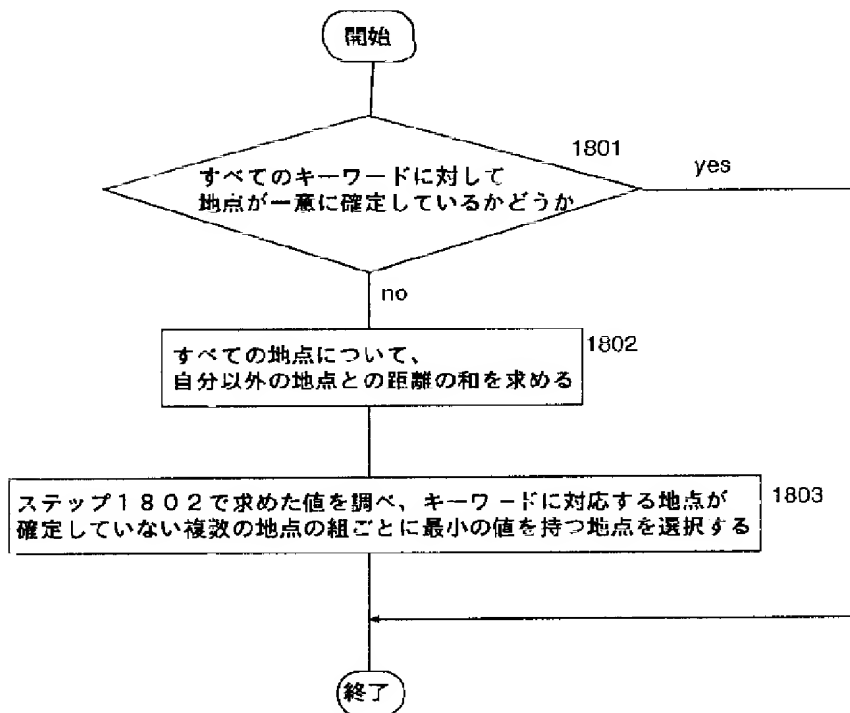 開始
1801
すべてのキーワードに対して
地点が一意に確定しているかどうか
yes
no
1802
すべての地点について、
自分以外の地点との距離の和を求める
1803
ステップ1802で求めた値を調べ、キーワードに対応する地点が
確定していない複数の地点の組ごとに最小の値を持つ地点を選択する
終了